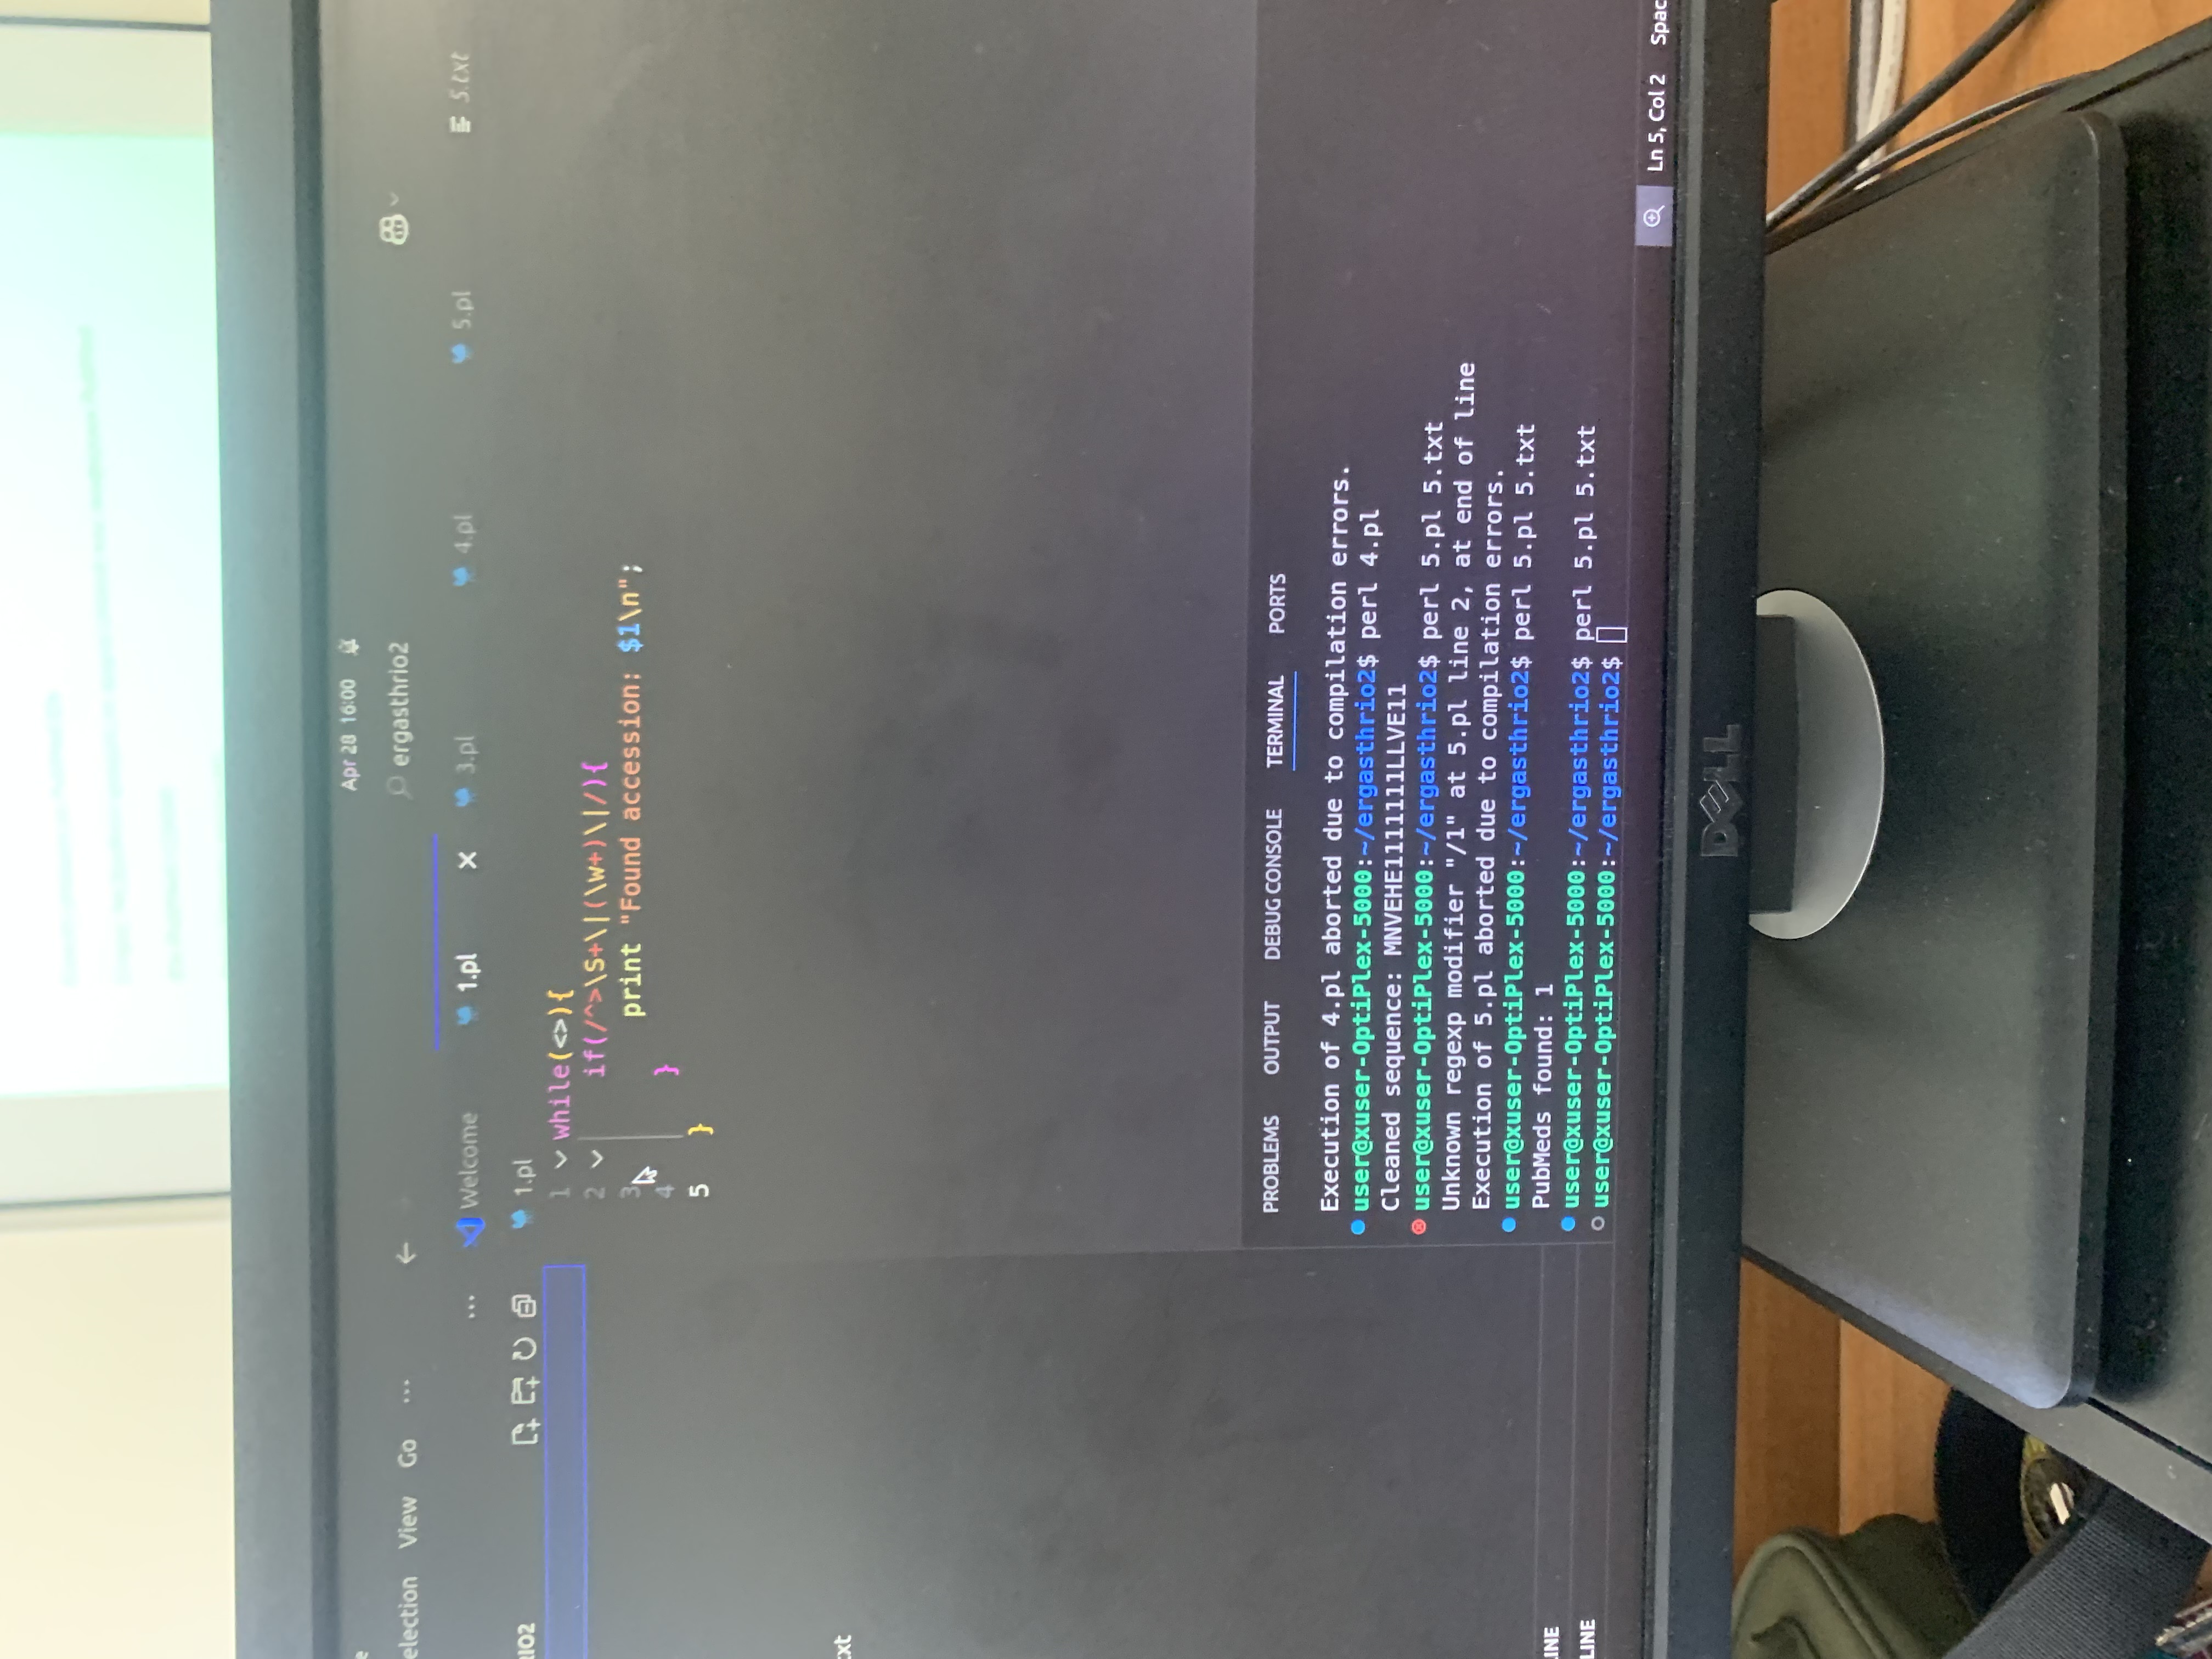 Apr 28 16:00
View Go ...
ergasthrio2
Welcome 1.pl 3.pl 4.pl 5.pl 5.txt
1.pl
1 while(<>){
2 if(/^>\S+\|(\w+)\|/){
3 print "Found accession: $1\n";
4 }
5 }
PROBLEMS OUTPUT DEBUG CONSOLE TERMINAL PORTS
Execution of 4.pl aborted due to compilation errors.
user@xuser-OptiPlex-5000:~/ergasthrio2$ perl 4.pl
Cleaned sequence: MNVEHE1111111LLVE11
user@xuser-OptiPlex-5000:~/ergasthrio2$ perl 5.pl 5.txt
Unknown regexp modifier "/1" at 5.pl line 2, at end of line
Execution of 5.pl aborted due to compilation errors.
user@xuser-OptiPlex-5000:~/ergasthrio2$ perl 5.pl 5.txt
PubMeds found: 1
user@xuser-OptiPlex-5000:~/ergasthrio2$ perl 5.pl 5.txt
user@xuser-OptiPlex-5000:~/ergasthrio2$
Ln 5, Col 2
DELL